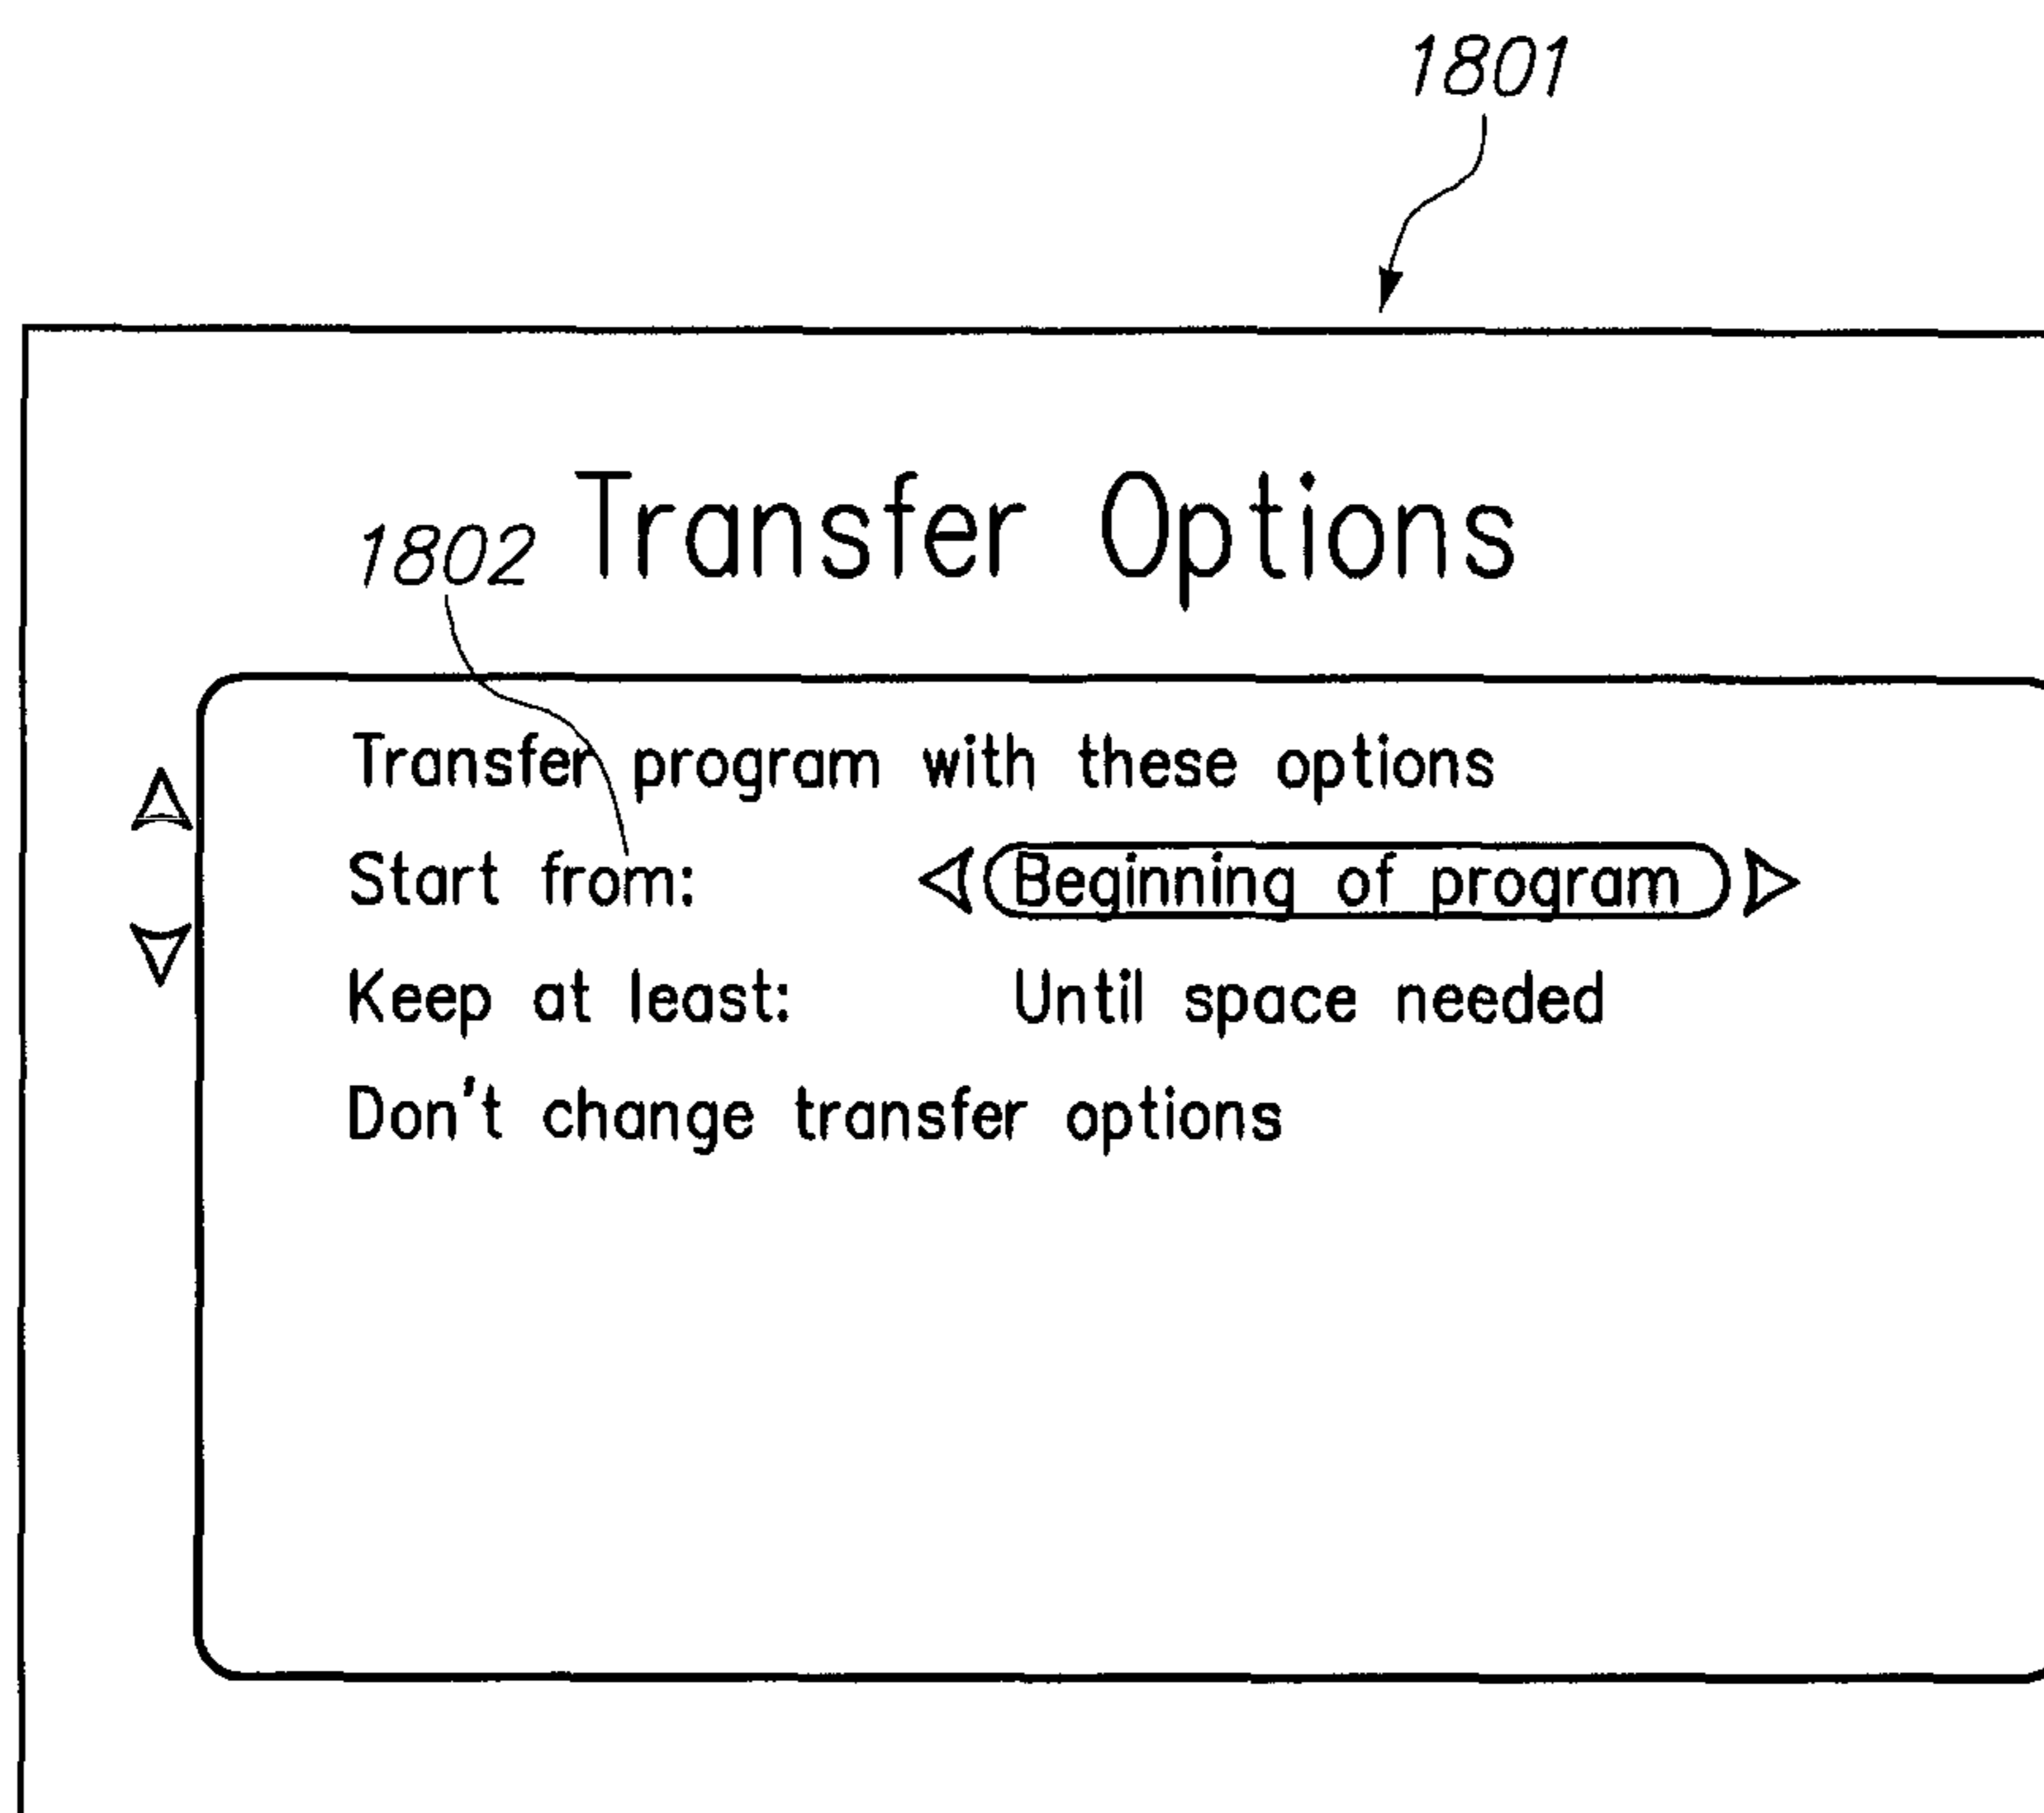 1801
Transfer Options
1802
Transfer program with these options
Start from: Beginning of program
Keep at least: Until space needed
Don't change transfer options